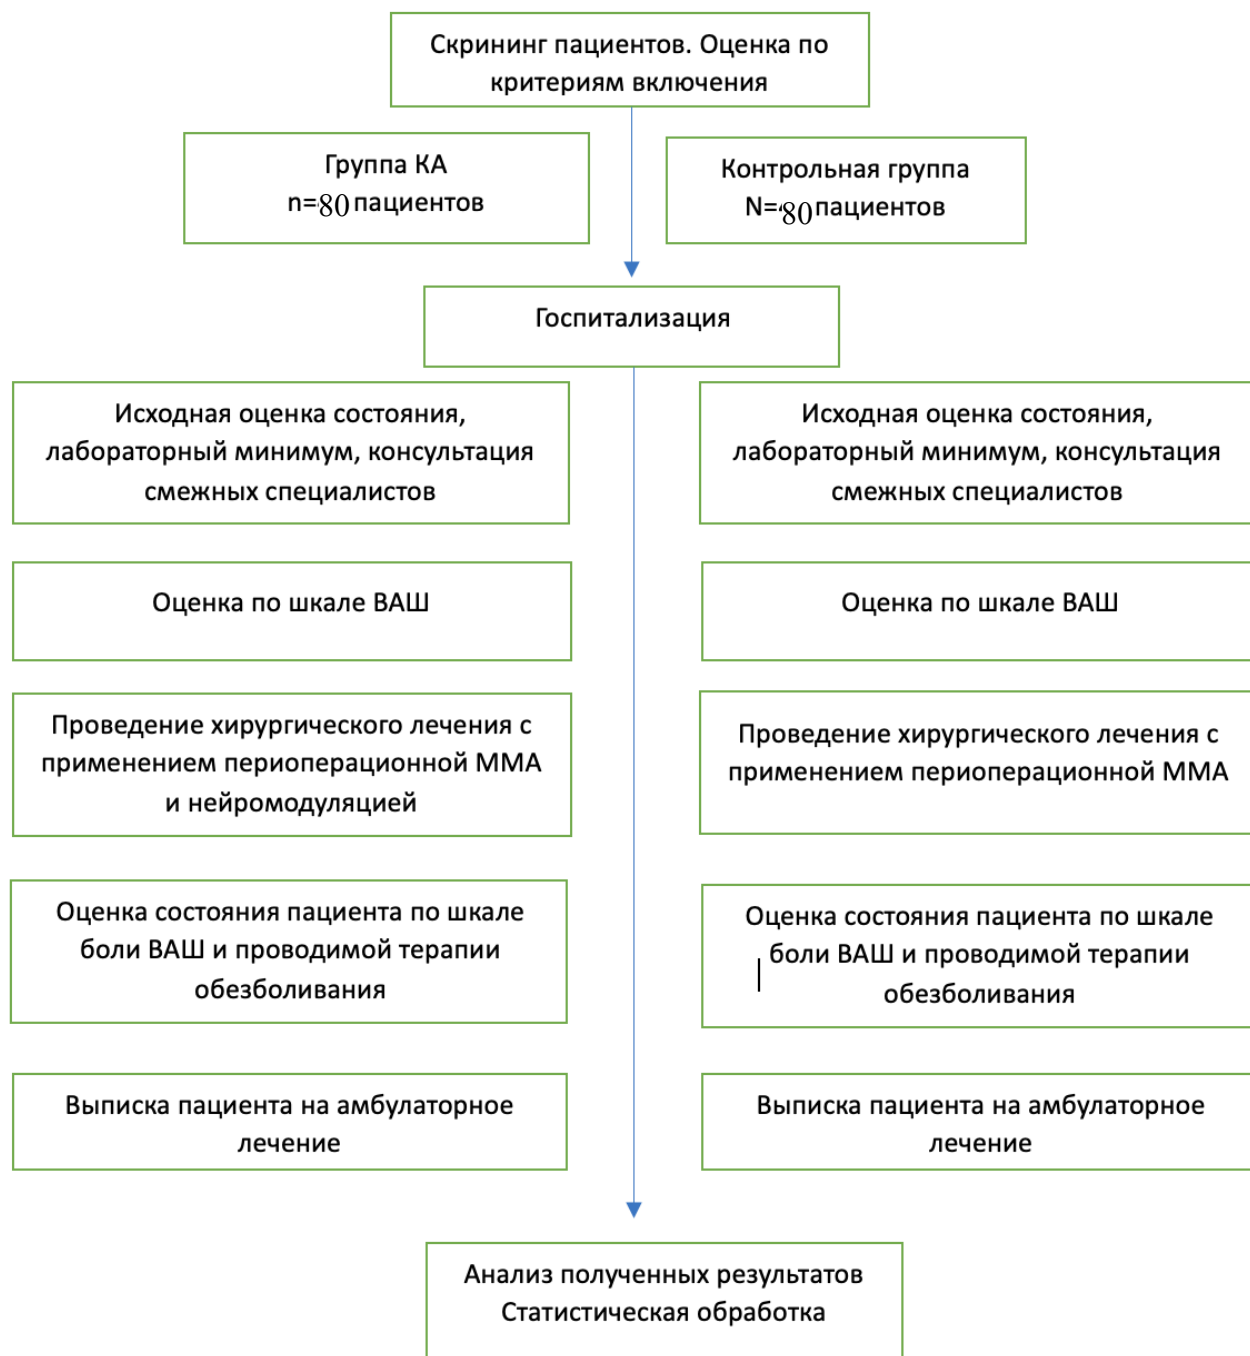 Скрининг пациентов. Оценка по
критериям включения
Группа КА
n=80 пациентов
Контрольная группа
N=80 пациентов
Госпитализация
Исходная оценка состояния,
лабораторный минимум, консультация
смежных специалистов
Исходная оценка состояния,
лабораторный минимум, консультация
смежных специалистов
Оценка по шкале ВАШ
Оценка по шкале ВАШ
Проведение хирургического лечения с
применением периоперационной ММА
и нейромодуляцией
Проведение хирургического лечения с
применением периоперационной ММА
Оценка состояния пациента по шкале
боли ВАШ и проводимой терапии
обезболивания
Оценка состояния пациента по шкале
боли ВАШ и проводимой терапии
обезболивания
Выписка пациента на амбулаторное
лечение
Выписка пациента на амбулаторное
лечение
Анализ полученных результатов
Статистическая обработка